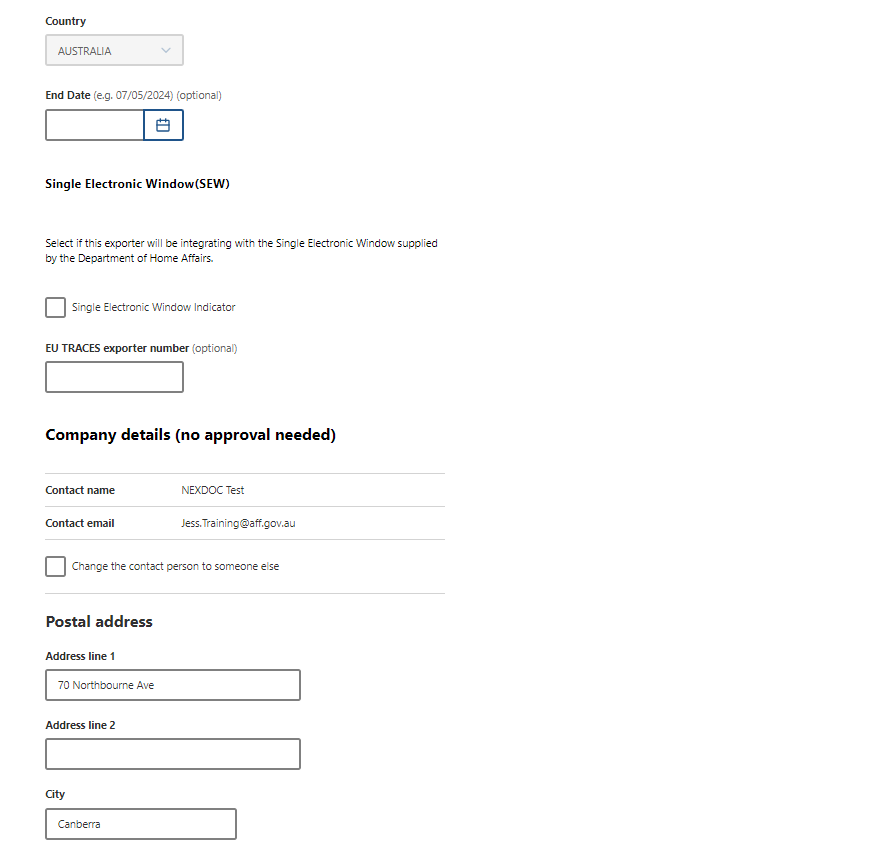 Country
AUSTRALIA
End Date (e.g. 07/05/2024) (optional)
Single Electronic Window(SEW)
Select if this exporter will be integrating with the Single Electronic Window supplied
by the Department of Home Affairs.
Single Electronic Window Indicator
EU TRACES exporter number (optional)
Company details (no approval needed)
Contact name NEXDOC Test
Contact email Jess.Training@aff.gov.au
Change the contact person to someone else
Postal address
Address line 1
70 Northbourne Ave
Address line 2
City
Canberra